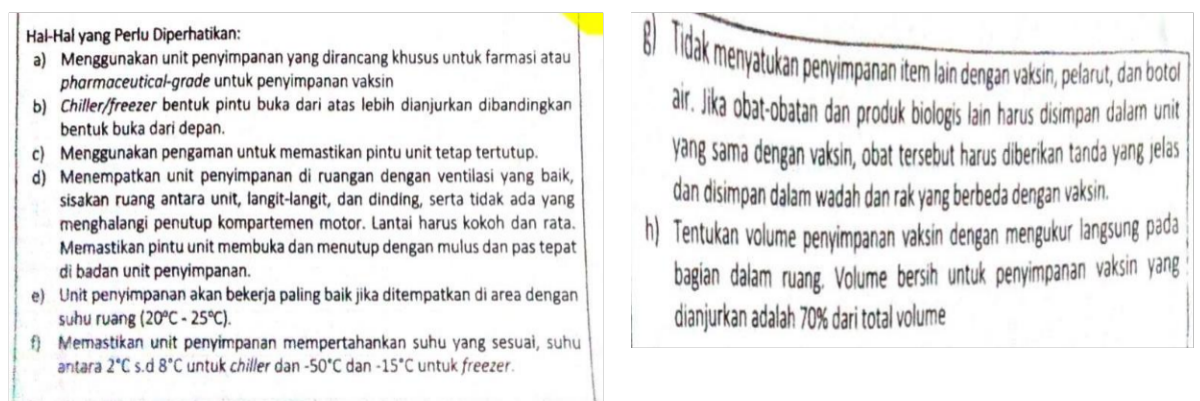 Hal-Hal yang Perlu Diperhatikan:
a) Menggunakan unit penyimpanan yang dirancang khusus untuk farmasi atau
pharmaceutical-grade untuk penyimpanan vaksin
b) Chiller/freezer bentuk pintu buka dari atas lebih dianjurkan dibandingkan
bentuk buka dari depan.
c) Menggunakan pengaman untuk memastikan pintu unit tetap tertutup.
d) Menempatkan unit penyimpanan di ruangan dengan ventilasi yang baik,
sisakan ruang antara unit, langit-langit, dan dinding, serta tidak ada yang
menghalangi penutup kompartemen motor. Lantai harus kokoh dan rata.
Memastikan pintu unit membuka dan menutup dengan mulus dan pas tepat
di badan unit penyimpanan.
e) Unit penyimpanan akan bekerja paling baik jika ditempatkan di area dengan
suhu ruang (20°C - 25°C).
f) Memastikan unit penyimpanan mempertahankan suhu yang sesuai, suhu
antara 2°C s.d 8°C untuk chiller dan -50°C dan -15°C untuk freezer.
g) Tidak menyatukan penyimpanan item lain dengan vaksin, pelarut, dan botol
air. Jika obat-obatan dan produk biologis lain harus disimpan dalam unit
yang sama dengan vaksin, obat tersebut harus diberikan tanda yang jelas
dan disimpan dalam wadah dan rak yang berbeda dengan vaksin.
h) Tentukan volume penyimpanan vaksin dengan mengukur langsung pada
bagian dalam ruang. Volume bersih untuk penyimpanan vaksin yang
dianjurkan adalah 70% dari total volume